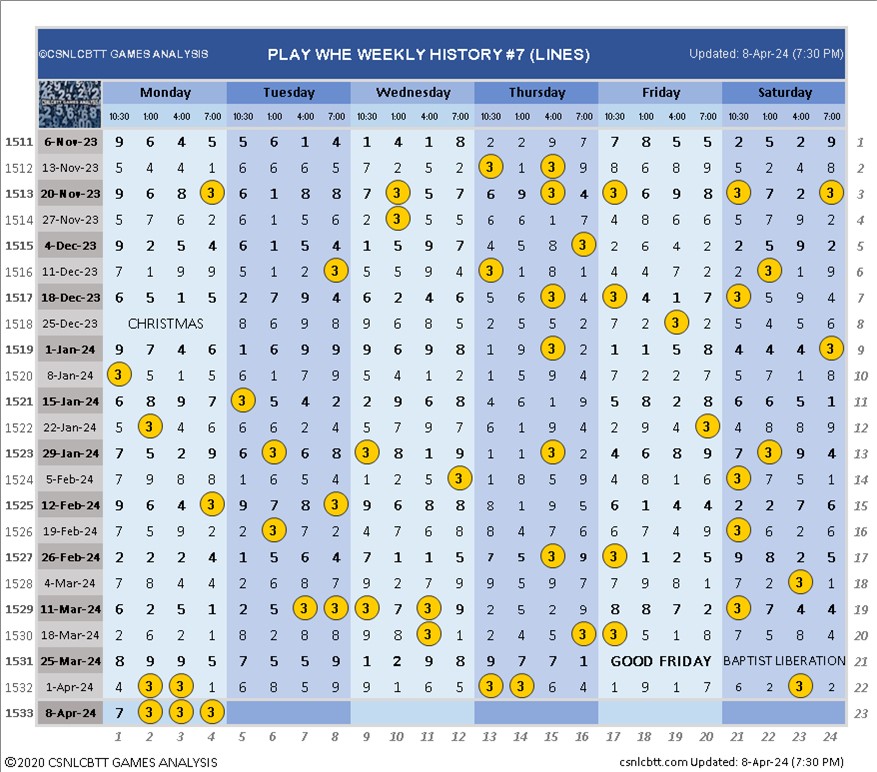 ©CSNLCBTT GAMES ANALYSIS PLAY WHE WEEKLY HISTORY #7 (LINES) Updated: 8-Apr-24 (7:30 PM)
Monday Tuesday Wednesday Thursday Friday Saturday
10:30 1:00 4:00 7:00 10:30 1:00 4:00 7:00 10:30 1:00 4:00 7:00 10:30 1:00 4:00 7:00 10:30 1:00 4:00 7:00 10:30 1:00 4:00 7:00
1511 6-Nov-23 9 6 4 5 5 6 1 4 1 4 1 8 2 2 9 7 7 8 5 5 2 5 2 9 1
1512 13-Nov-23 5 4 4 1 6 6 6 5 7 2 5 2 3 1 3 9 8 6 8 9 5 2 4 8 2
1513 20-Nov-23 9 6 8 3 6 1 8 8 7 3 5 7 6 9 3 4 3 6 9 8 3 7 2 3 3
1514 27-Nov-23 5 7 6 2 6 1 5 6 2 3 6 6 6 6 1 7 4 8 6 6 5 7 9 2 4
1515 4-Dec-23 9 2 5 4 6 1 5 4 1 5 9 7 4 5 8 3 2 6 4 2 2 5 9 2 5
1516 11-Dec-23 7 1 9 9 5 1 2 3 5 5 9 4 3 1 8 1 4 4 7 2 2 3 1 9 6
1517 18-Dec-23 6 5 1 5 2 7 9 4 6 2 4 6 5 6 3 4 3 4 1 7 3 5 9 4 7
1518 25-Dec-23 CHRISTMAS 8 6 9 8 9 6 8 5 2 5 5 2 7 2 3 2 5 4 5 6 8
1519 1-Jan-24 9 7 4 6 1 6 9 9 9 6 9 8 1 9 3 2 1 1 5 8 4 4 4 3 9
1520 8-Jan-24 3 5 1 5 6 1 7 9 5 4 1 2 1 5 9 4 7 2 2 7 5 7 1 8 10
1521 15-Jan-24 6 8 9 7 3 5 4 2 2 9 6 8 4 6 1 9 5 8 2 8 6 6 5 1 11
1522 22-Jan-24 2 3 4 6 6 6 2 4 5 7 9 7 6 1 9 4 2 9 4 3 4 8 8 9 12
1523 29-Jan-24 7 5 2 9 6 3 6 8 3 8 1 9 1 1 3 2 4 6 8 9 7 3 9 4 13
1524 5-Feb-24 7 9 8 8 1 6 5 4 1 2 5 3 1 8 5 9 4 8 1 6 3 7 5 1 14
1525 12-Feb-24 9 6 4 3 9 7 8 3 9 6 8 8 8 1 9 5 6 1 4 4 2 2 7 6 15
1526 19-Feb-24 7 5 9 2 2 3 7 2 4 7 6 8 8 4 7 6 6 7 4 9 3 6 2 6 16
1527 26-Feb-24 2 2 2 4 1 5 6 4 7 1 1 5 7 5 3 9 3 1 2 5 9 8 2 5 17
1528 4-Mar-24 7 8 4 4 2 6 8 7 9 2 7 9 9 5 9 7 7 9 8 1 7 2 3 1 18
1529 11-Mar-24 6 2 5 1 2 5 3 3 3 7 3 9 2 5 2 9 8 8 7 2 3 7 4 4 19
1530 18-Mar-24 2 6 2 1 8 2 8 8 9 8 3 1 2 4 5 3 3 5 1 8 7 5 8 4 20
1531 25-Mar-24 8 9 9 5 7 5 5 9 1 2 9 8 9 7 7 1 GOOD FRIDAY BAPTIST LIBERATION 21
1532 1-Apr-24 4 3 3 1 6 8 5 9 9 1 6 5 3 3 6 4 1 9 1 7 6 2 3 2 22
1533 8-Apr-24 7 3 3 3 23
1 2 3 4 5 6 7 8 9 10 11 12 13 14 15 16 17 18 19 20 21 22 23 24
©2020 CSNLCBTT GAMES ANALYSIS csnlcbtt.com Updated: 8-Apr-24 (7:30 PM)